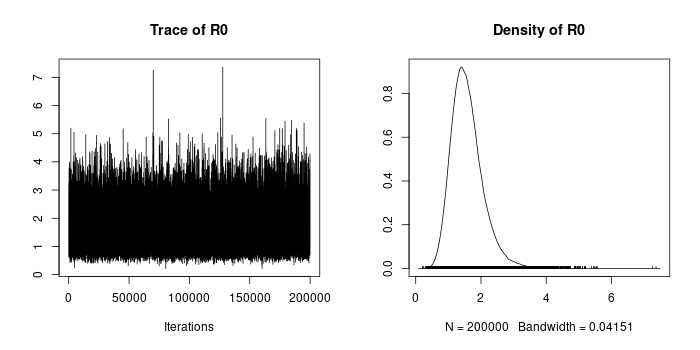 Trace of R0
7
6
5
4
3
2
1
0
0 50000 100000 150000 200000
Iterations
Density of R0
0.8
0.6
0.4
0.2
0.0
0 2 4 6
N = 200000 Bandwidth = 0.04151